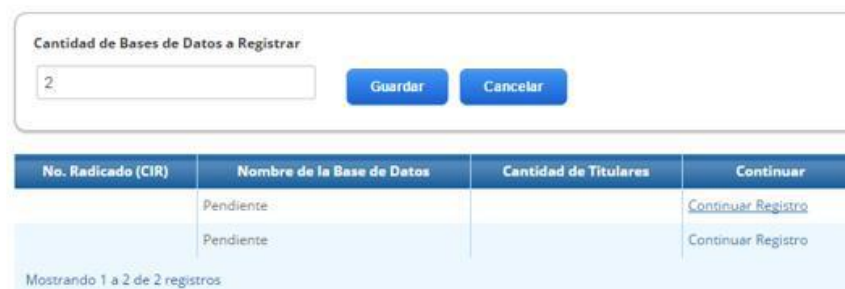 Cantidad de Bases de Datos a Registrar
2 Guardar Cancelar
No. Radicado (CIR) Nombre de la Base de Datos Cantidad de Titulares Continuar
Pendiente Continuar Registro
Pendiente Continuar Registro
Mostrando 1 a 2 de 2 registros